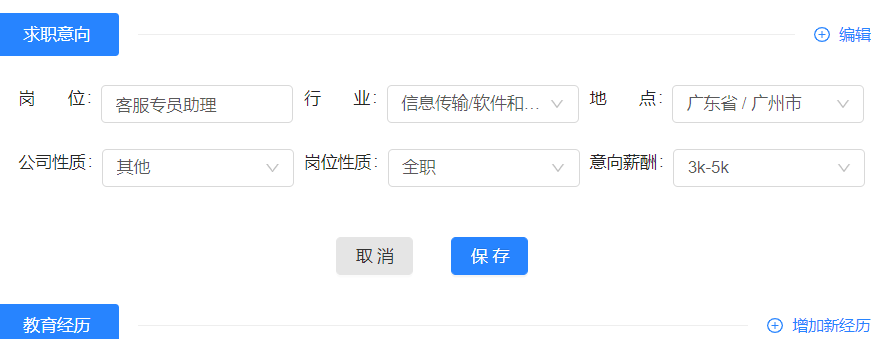 求职意向 编辑
岗 位: 客服专员助理 行 业: 信息传输/软件和... 地 点: 广东省 / 广州市
公司性质: 其他 岗位性质: 全职 意向薪酬: 3k-5k
取 消 保 存
教育经历 增加新经历